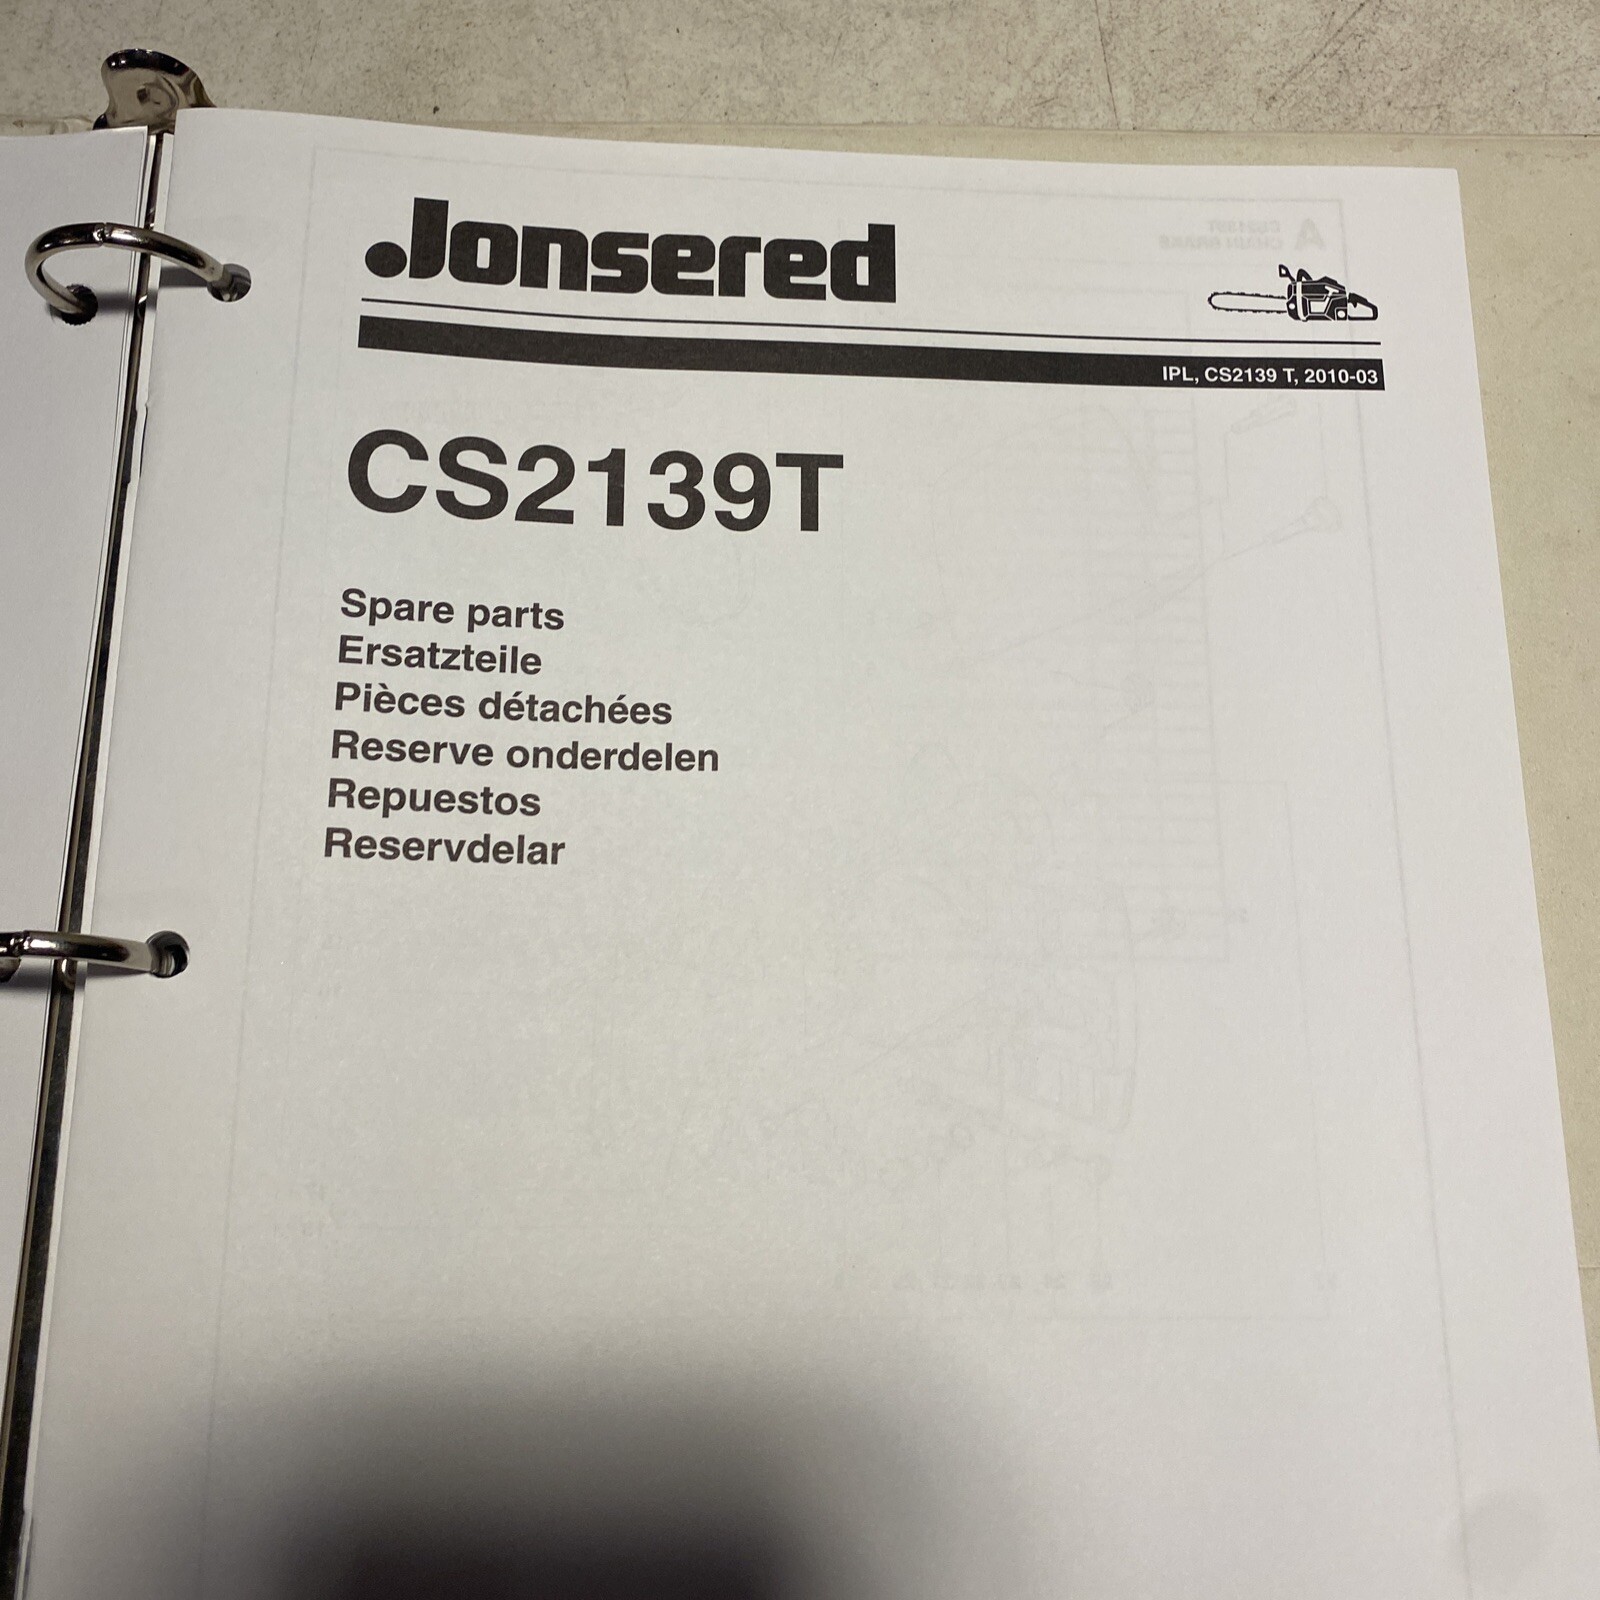 Jonsered
IPL, CS2139 T, 2010-03
CS2139T
Spare parts
Ersatzteile
Pièces détachées
Reserve onderdelen
Repuestos
Reservdelar